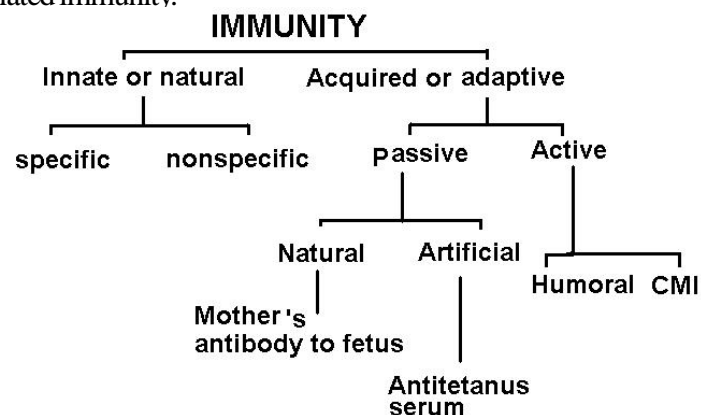 IMMUNITY
Innate or natural
Acquired or adaptive
specific
nonspecific
Passive
Active
Natural
Artificial
Humoral
CMI
Mother's
antibody to fetus
Antitetanus
serum